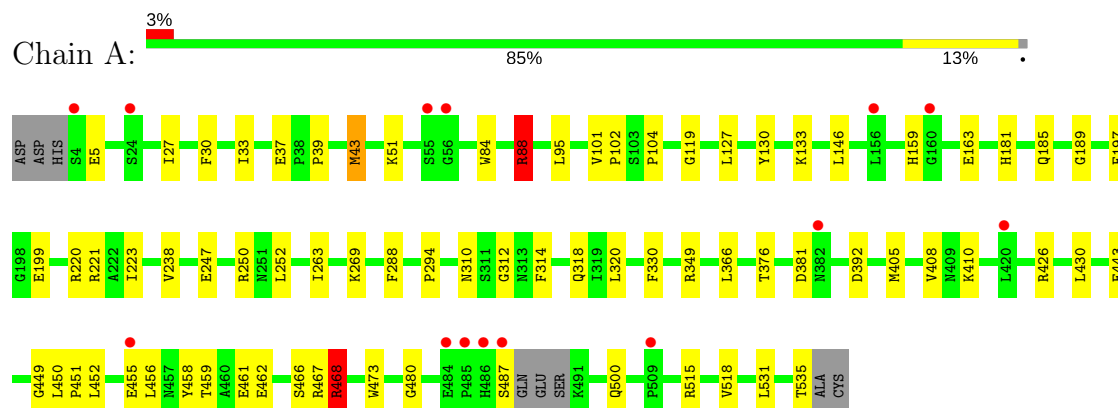 3%
Chain A:
85% 13% .
ASP ASP HIS S4 E5 S24 I27 F30 I33 E37 P38 P39 M43 K51 S55 G56 W84 R88 L95 V101 P102 S103 P104 G119 L127 Y130 K133 L146 L156 H159 G160 E163 H181 Q185 G189
G198 E199 R220 R221 A222 I223 V238 E247 R250 N251 L252 I263 K269 F288 P294 N310 S311 G312 N313 F314 Q318 I319 L320 F330 R349 L366 T376 D381 N382 D392 M405 V408 N409 K410 L420 R426 L430
G449 L450 P451 L452 E455 L456 N457 Y458 T459 A460 E461 E462 S466 R467 R468 W473 G480 E484 P485 H486 S487 GLN GLU SER K491 Q500 P509 R515 V518 L531 T535 ALA CYS